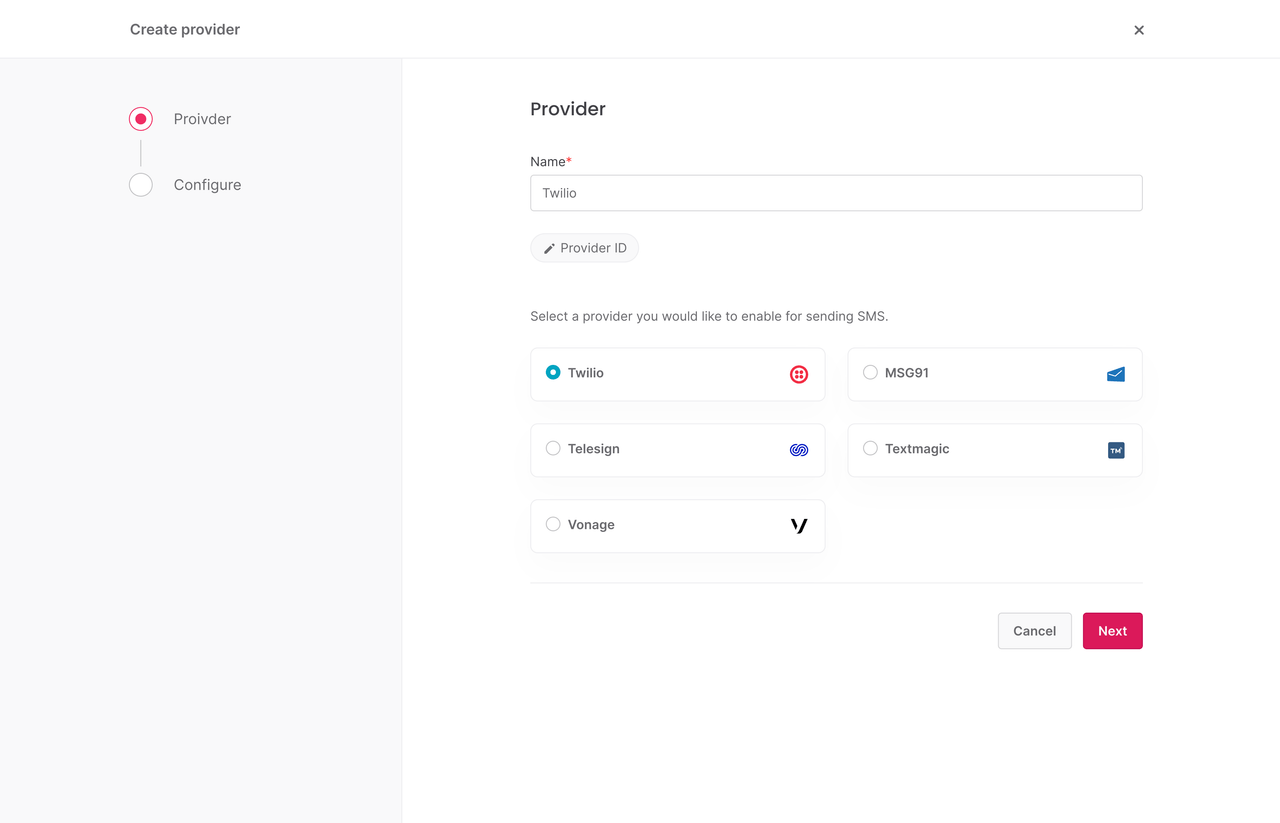 Create provider
Proivder
Configure
Provider
Name*
Twilio
Provider ID
Select a provider you would like to enable for sending SMS.
Twilio
MSG91
Telesign
Textmagic
TM
Vonage
Cancel
Next